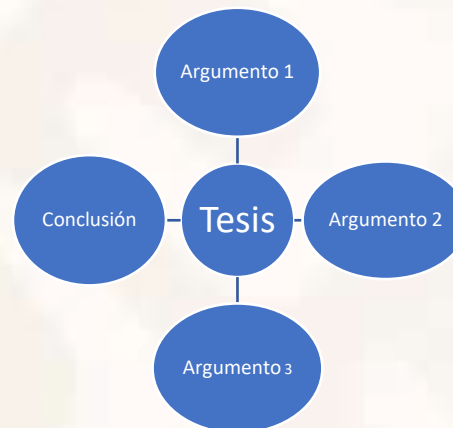 Argumento 1
Conclusión
Tesis
Argumento 2
Argumento 3